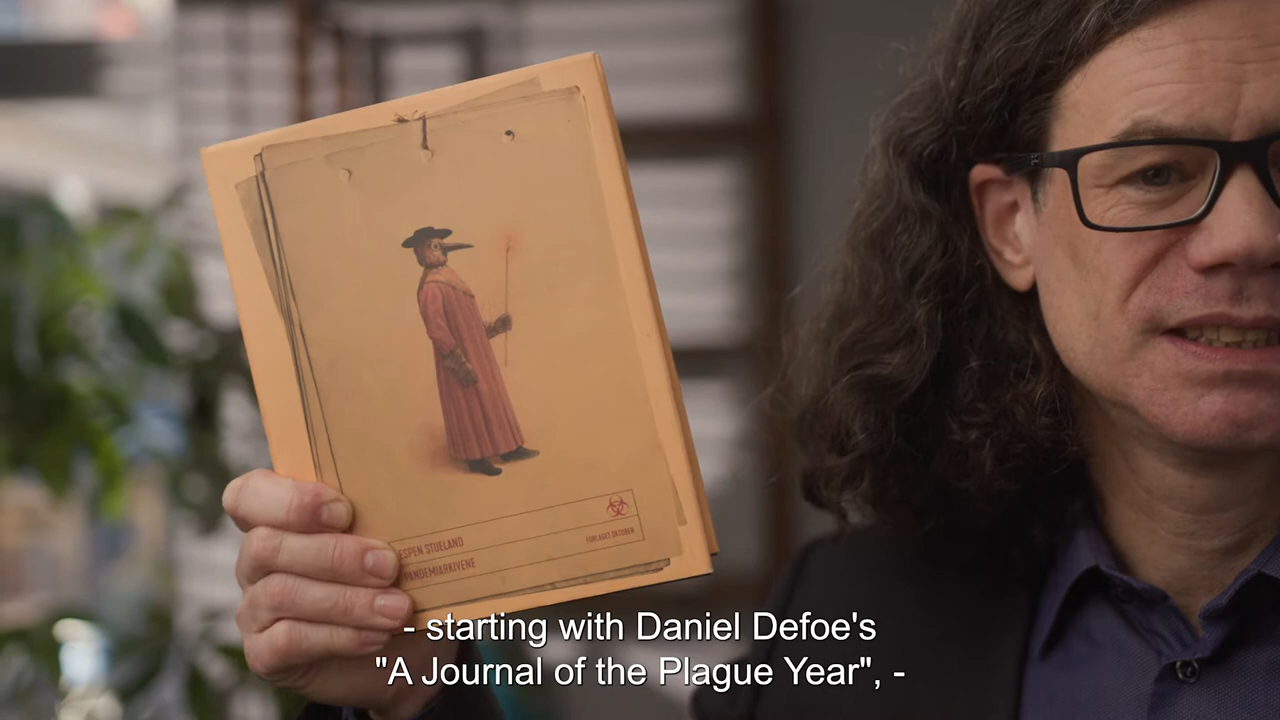 ESPEN STUELAND
PANDEMIARKIVENE
FORLAGET OKTOBER
- starting with Daniel Defoe's
"A Journal of the Plague Year", -